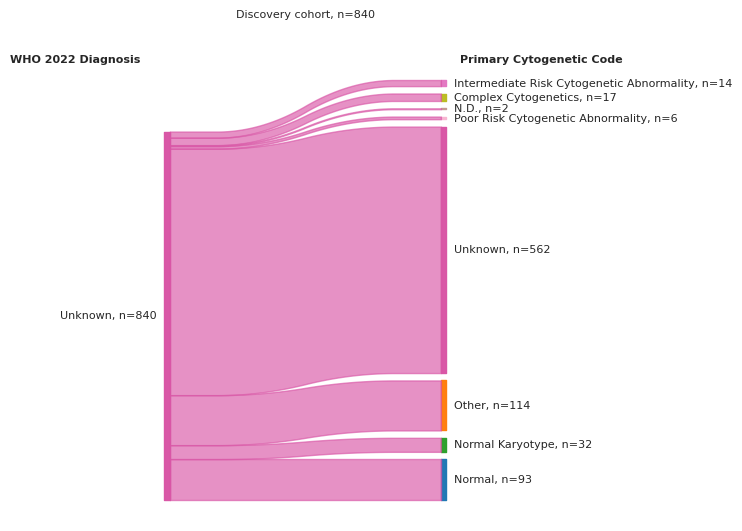 Discovery cohort, n=840
WHO 2022 Diagnosis
Primary Cytogenetic Code
Intermediate Risk Cytogenetic Abnormality, n=14
Complex Cytogenetics, n=17
N.D., n=2
Poor Risk Cytogenetic Abnormality, n=6
Unknown, n=562
Unknown, n=840
Other, n=114
Normal Karyotype, n=32
Normal, n=93